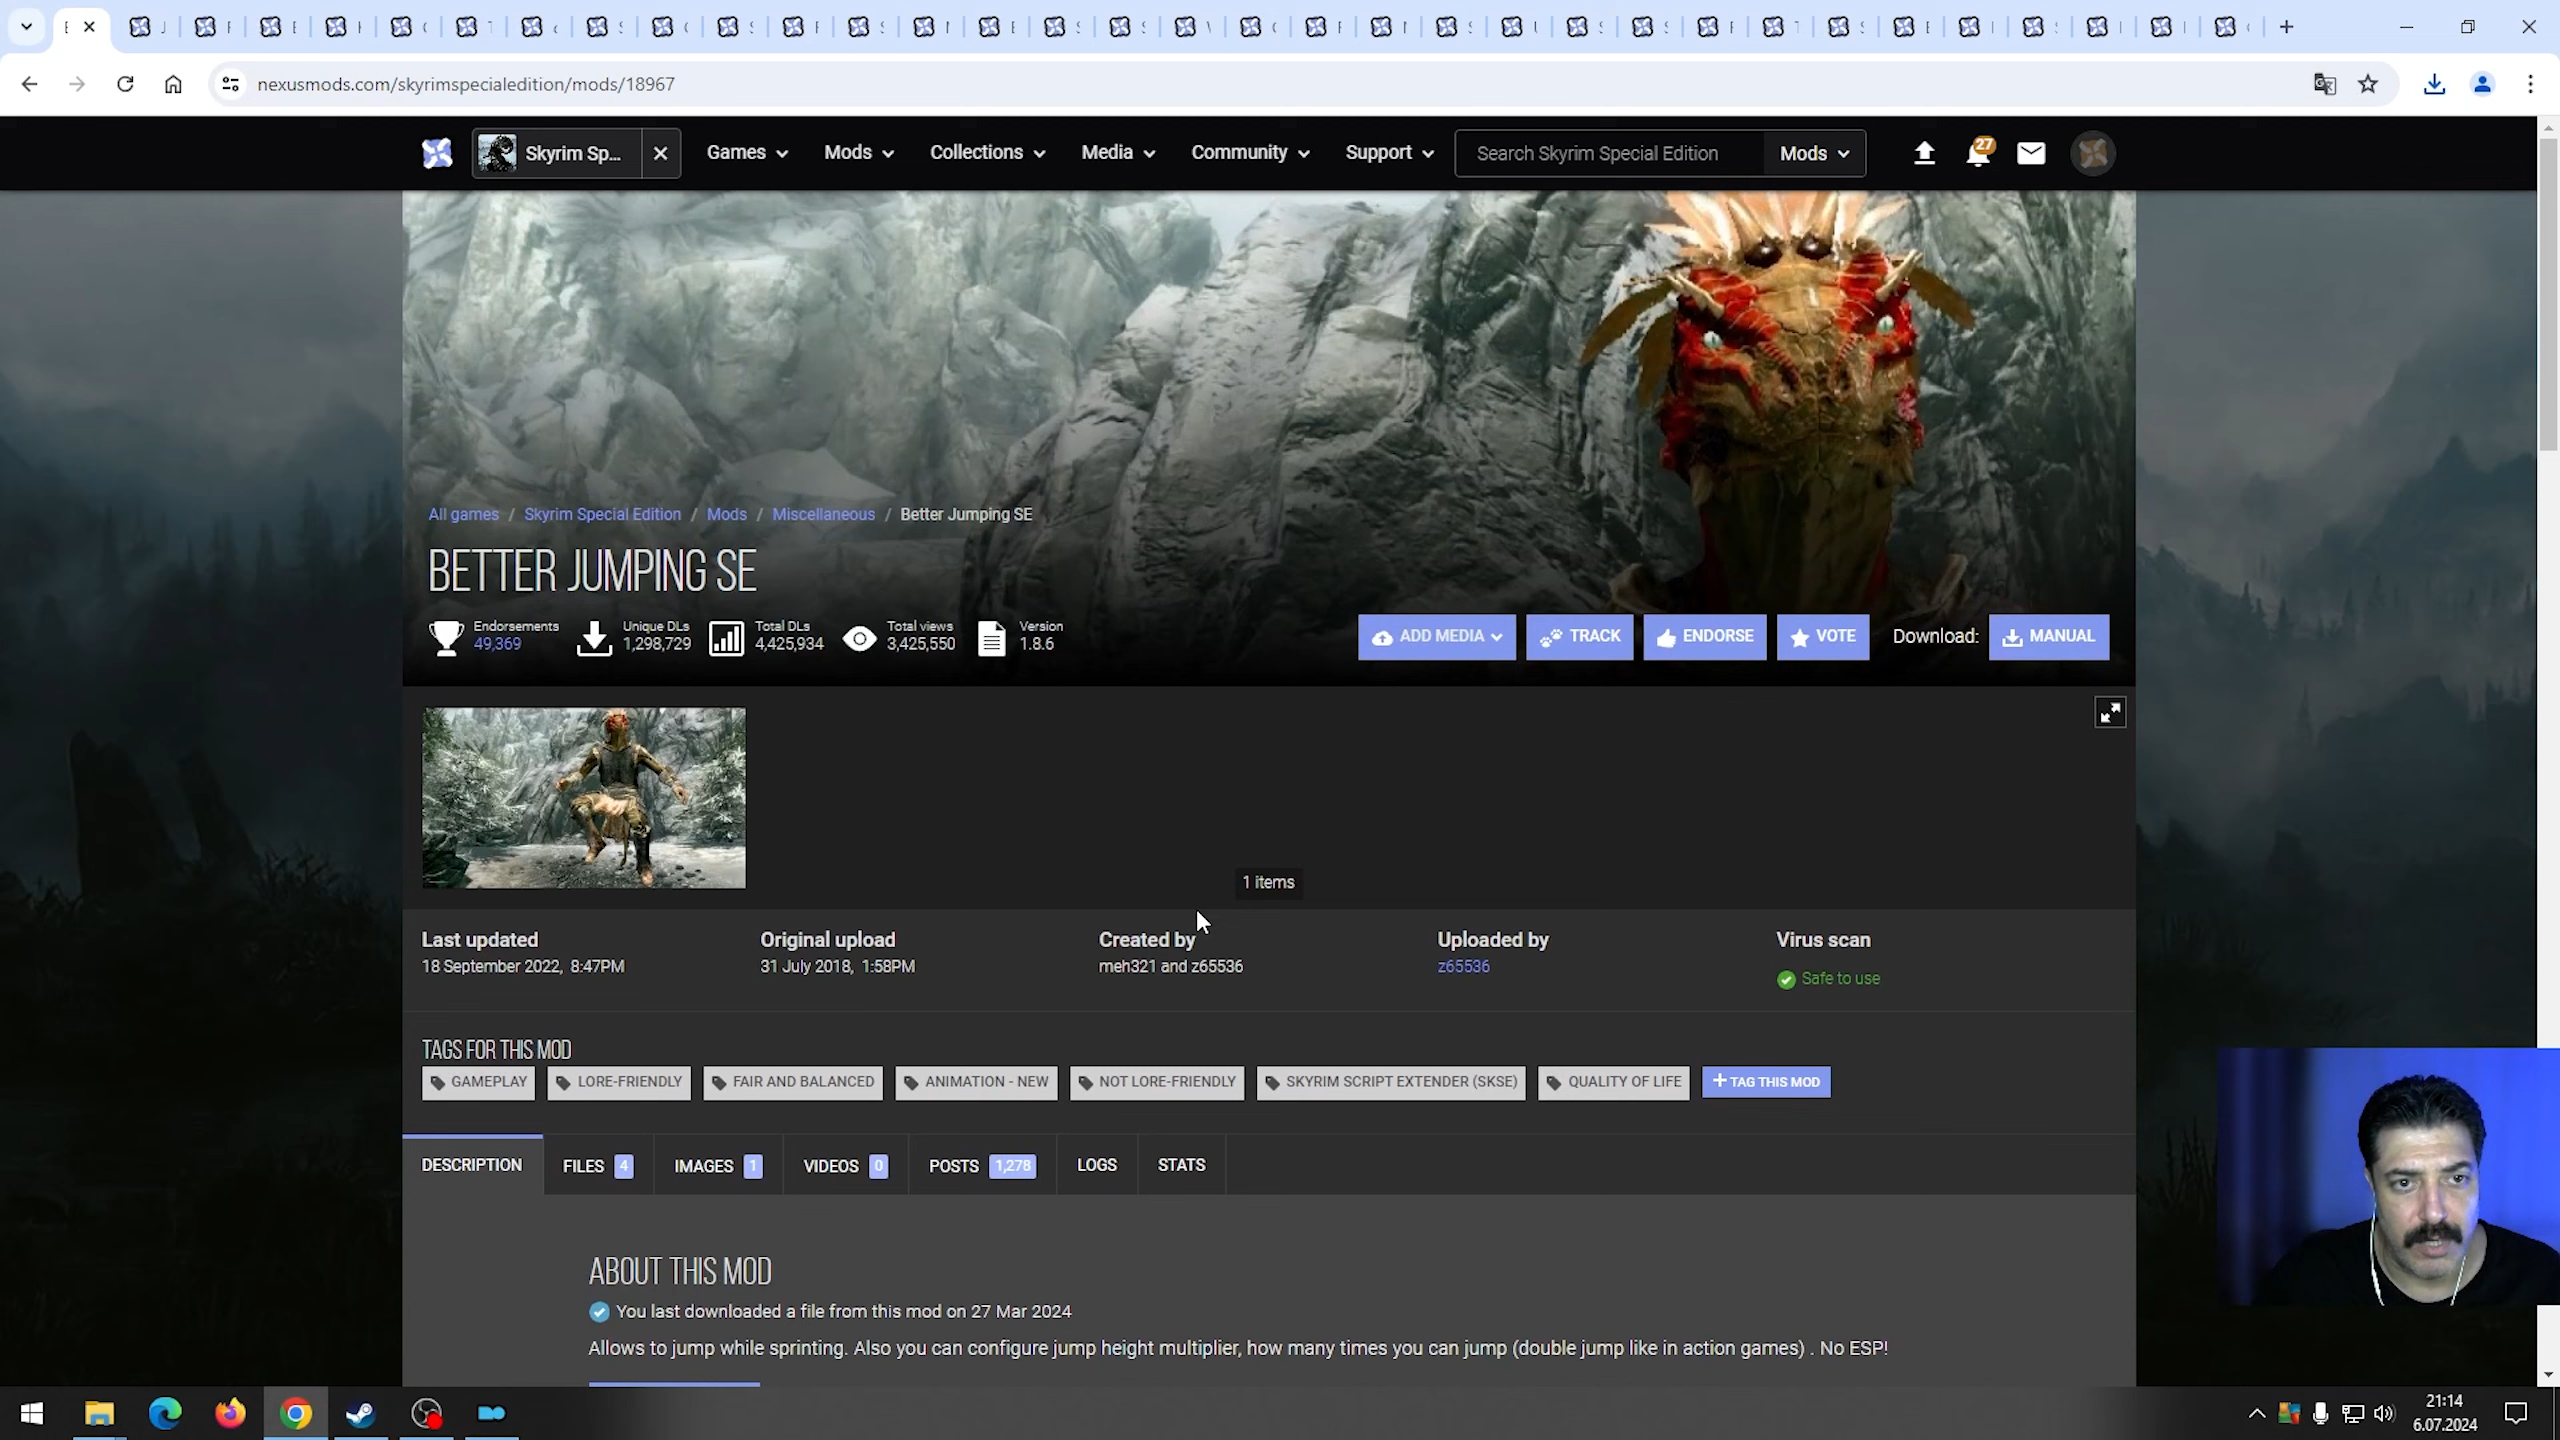 nexusmods.com/skyrimspecialedition/mods/18967
Skyrim Sp...
Games
Mods
Collections
Media
Community
Support
Search Skyrim Special Edition
Mods
27
All games / Skyrim Special Edition / Mods / Miscellaneous / Better Jumping SE
BETTER JUMPING SE
Endorsements
49,369
Unique DLs
1,298,729
Total DLs
4,425,934
Total views
3,425,550
Version
1.8.6
ADD MEDIA
TRACK
ENDORSE
VOTE
Download:
MANUAL
1 items
Last updated
18 September 2022, 8:47PM
Original upload
31 July 2018, 1:58PM
Created by
meh321 and z65536
Uploaded by
z65536
Virus scan
Safe to use
TAGS FOR THIS MOD
GAMEPLAY
LORE-FRIENDLY
FAIR AND BALANCED
ANIMATION - NEW
NOT LORE-FRIENDLY
SKYRIM SCRIPT EXTENDER (SKSE)
QUALITY OF LIFE
+ TAG THIS MOD
DESCRIPTION
FILES 4
IMAGES 1
VIDEOS 0
POSTS 1,278
LOGS
STATS
ABOUT THIS MOD
You last downloaded a file from this mod on 27 Mar 2024
Allows to jump while sprinting. Also you can configure jump height multiplier, how many times you can jump (double jump like in action games) . No ESP!
21:14
6.07.2024